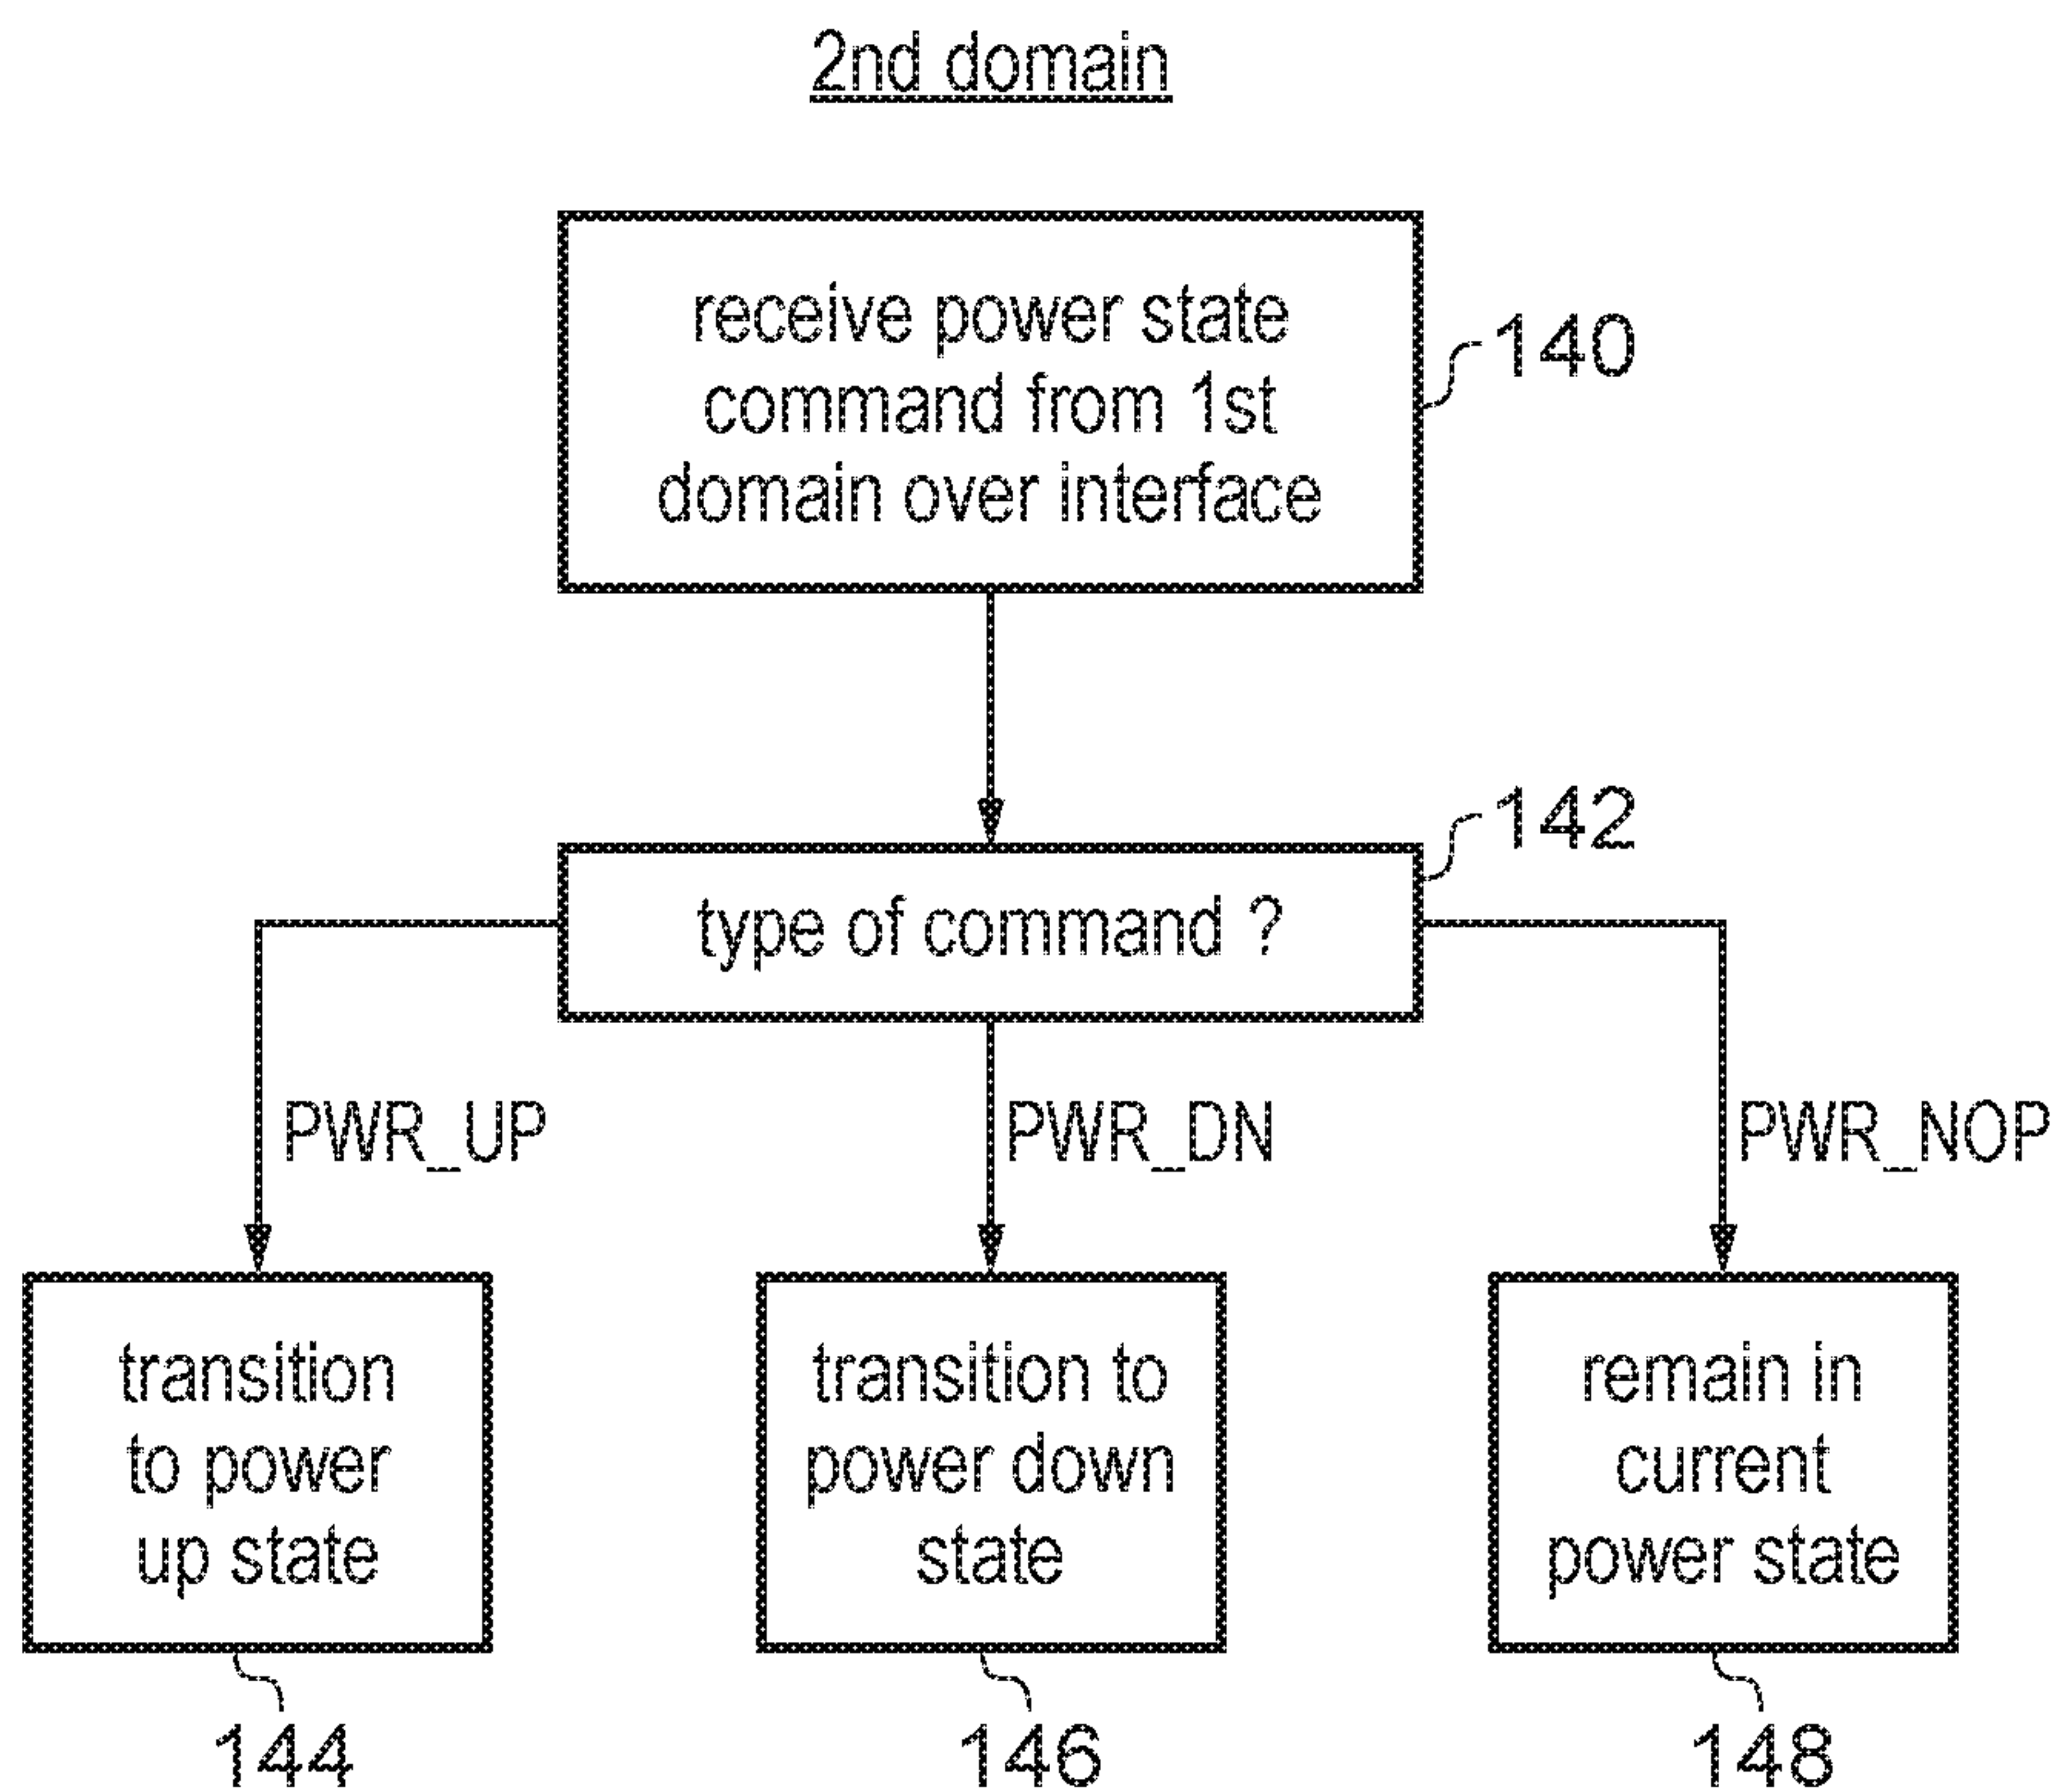 2nd domain
receive power state
command from 1st
domain over interface
140
142
type of command ?
PWR_UP
PWR_DN
PWR_NOP
transition
to power
up state
transition to
power down
state
remain in
current
power state
144
146
148